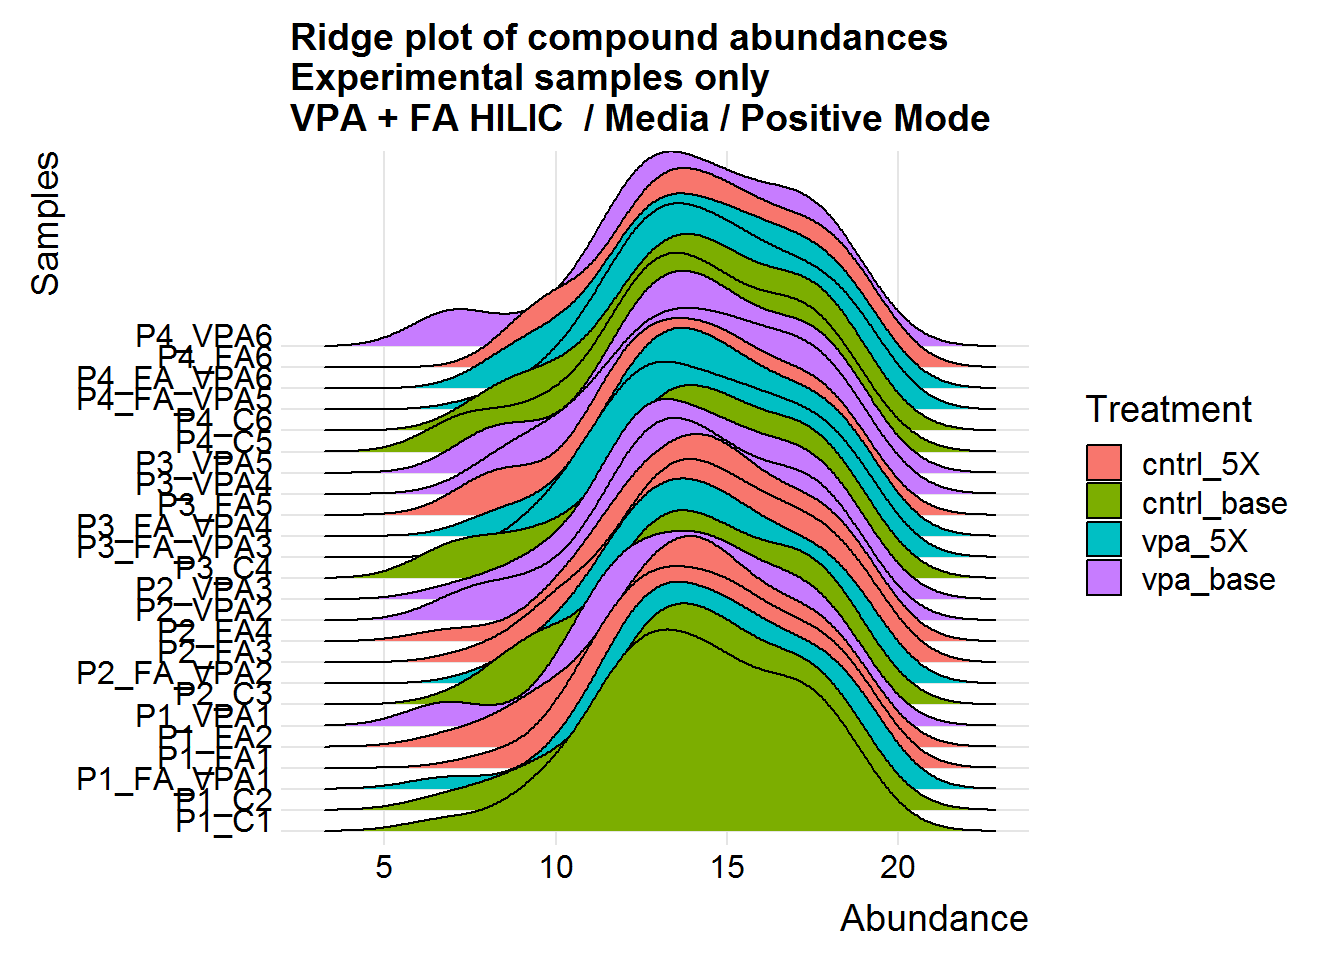 Ridge plot of compound abundances
Experimental samples only
VPA + FA HILIC  / Media / Positive Mode
Samples
P4_VPA6
P4_FA6
P4_FA_VPA6
P4_FA_VPA5
P4_C6
P4_C5
P3_VPA5
P3_VPA4
P3_FA5
P3_FA_VPA4
P3_FA_VPA3
P3_C4
P2_VPA3
P2_VPA2
P2_FA4
P2_FA3
P2_FA_VPA2
P2_C3
P1_VPA1
P1_FA2
P1_FA1
P1_FA_VPA1
P1_C2
P1_C1
5 10 15 20
Abundance
Treatment
cntrl_5X
cntrl_base
vpa_5X
vpa_base